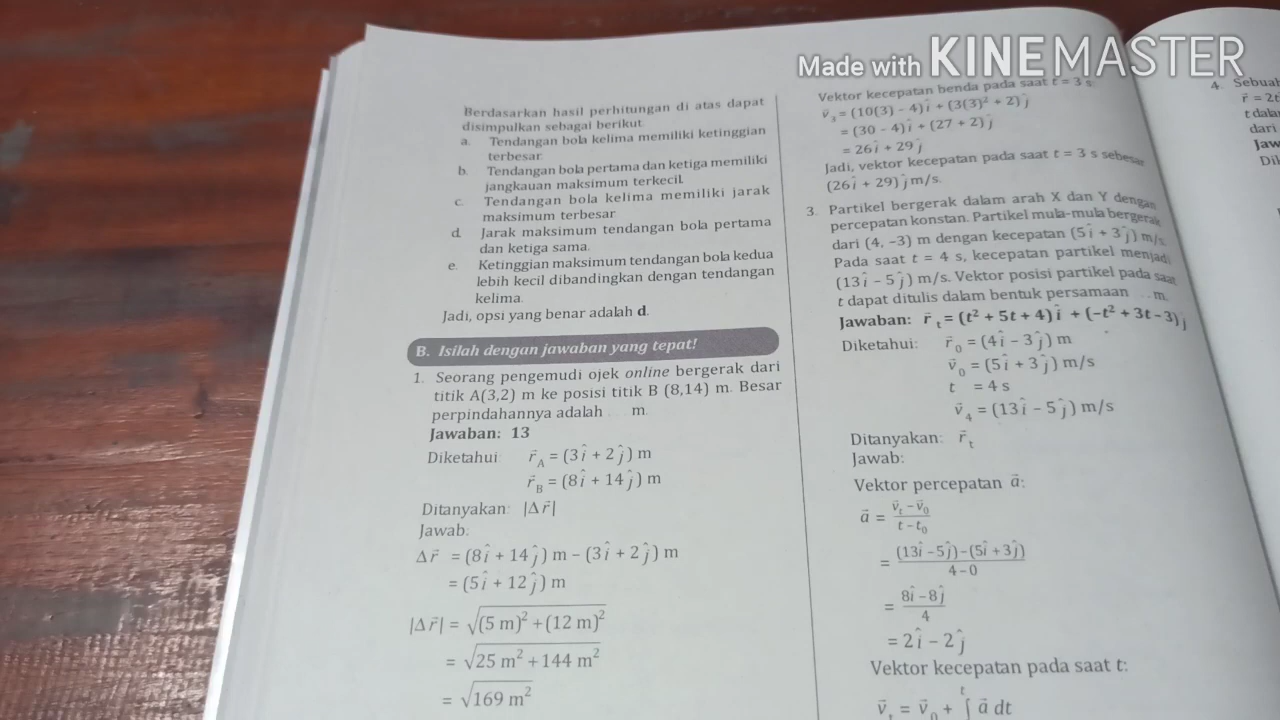 Made with KINEMASTER
Berdasarkan hasil perhitungan di atas dapat
disimpulkan sebagai berikut.
a. Tendangan bola kelima memiliki ketinggian
terbesar.
b. Tendangan bola pertama dan ketiga memiliki
jangkauan maksimum terkecil.
c. Tendangan bola kelima memiliki jarak
maksimum terbesar
d. Jarak maksimum tendangan bola pertama
dan ketiga sama.
e. Ketinggian maksimum tendangan bola kedua
lebih kecil dibandingkan dengan tendangan
kelima.
Jadi, opsi yang benar adalah d.
B. Isilah dengan jawaban yang tepat!
1. Seorang pengemudi ojek online bergerak dari
titik A(3,2) m ke posisi titik B (8,14) m. Besar
perpindahannya adalah . . . m.
Jawaban: 13
Diketahui: r⃗_A = (3î + 2ĵ) m
r⃗_B = (8î + 14ĵ) m
Ditanyakan: |Δr⃗|
Jawab:
Δr⃗ = (8î + 14ĵ) m − (3î + 2ĵ) m
= (5î + 12ĵ) m
|Δr⃗| = √((5 m)² + (12 m)²)
= √(25 m² + 144 m²)
= √(169 m²)
Vektor kecepatan benda pada saat t = 3 s:
v⃗₃ = (10(3) − 4)î + (3(3)² + 2)ĵ
= (30 − 4)î + (27 + 2)ĵ
= 26î + 29ĵ
Jadi, vektor kecepatan pada saat t = 3 s sebesar
(26î + 29)ĵ m/s.
3. Partikel bergerak dalam arah X dan Y dengan
percepatan konstan. Partikel mula-mula bergerak
dari (4, −3) m dengan kecepatan (5î + 3ĵ) m/s.
Pada saat t = 4 s, kecepatan partikel menjadi
(13î − 5ĵ) m/s. Vektor posisi partikel pada saat
t dapat ditulis dalam bentuk persamaan . . . m.
Jawaban: r⃗_t = (t² + 5t + 4)î + (−t² + 3t − 3)ĵ
Diketahui: r⃗₀ = (4î − 3ĵ) m
v⃗₀ = (5î + 3ĵ) m/s
t = 4 s
v⃗₄ = (13î − 5ĵ) m/s
Ditanyakan: r⃗_t
Jawab:
Vektor percepatan a⃗:
a⃗ = (v⃗_t − v⃗₀)/(t − t₀)
= ((13î − 5ĵ) − (5î + 3ĵ))/(4 − 0)
= (8î − 8ĵ)/4
= 2î − 2ĵ
Vektor kecepatan pada saat t:
v⃗_t = v⃗₀ + ∫ᵗ a⃗ dt
4.
r⃗ = 2t
dari